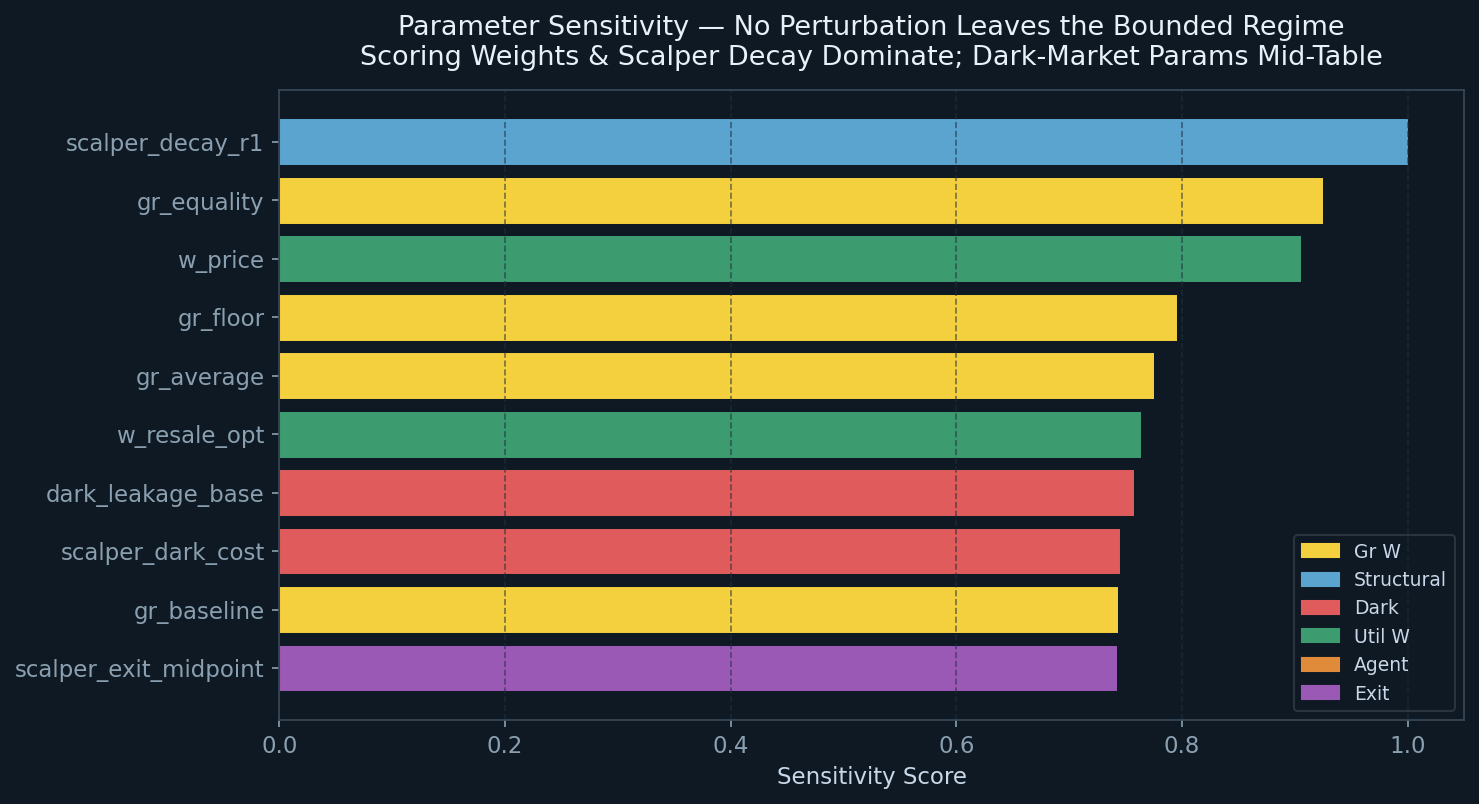 Parameter Sensitivity — No Perturbation Leaves the Bounded Regime
Scoring Weights & Scalper Decay Dominate; Dark-Market Params Mid-Table
scalper_decay_r1
gr_equality
w_price
gr_floor
gr_average
w_resale_opt
dark_leakage_base
scalper_dark_cost
gr_baseline
scalper_exit_midpoint
Gr W
Structural
Dark
Util W
Agent
Exit
0.0 0.2 0.4 0.6 0.8 1.0
Sensitivity Score